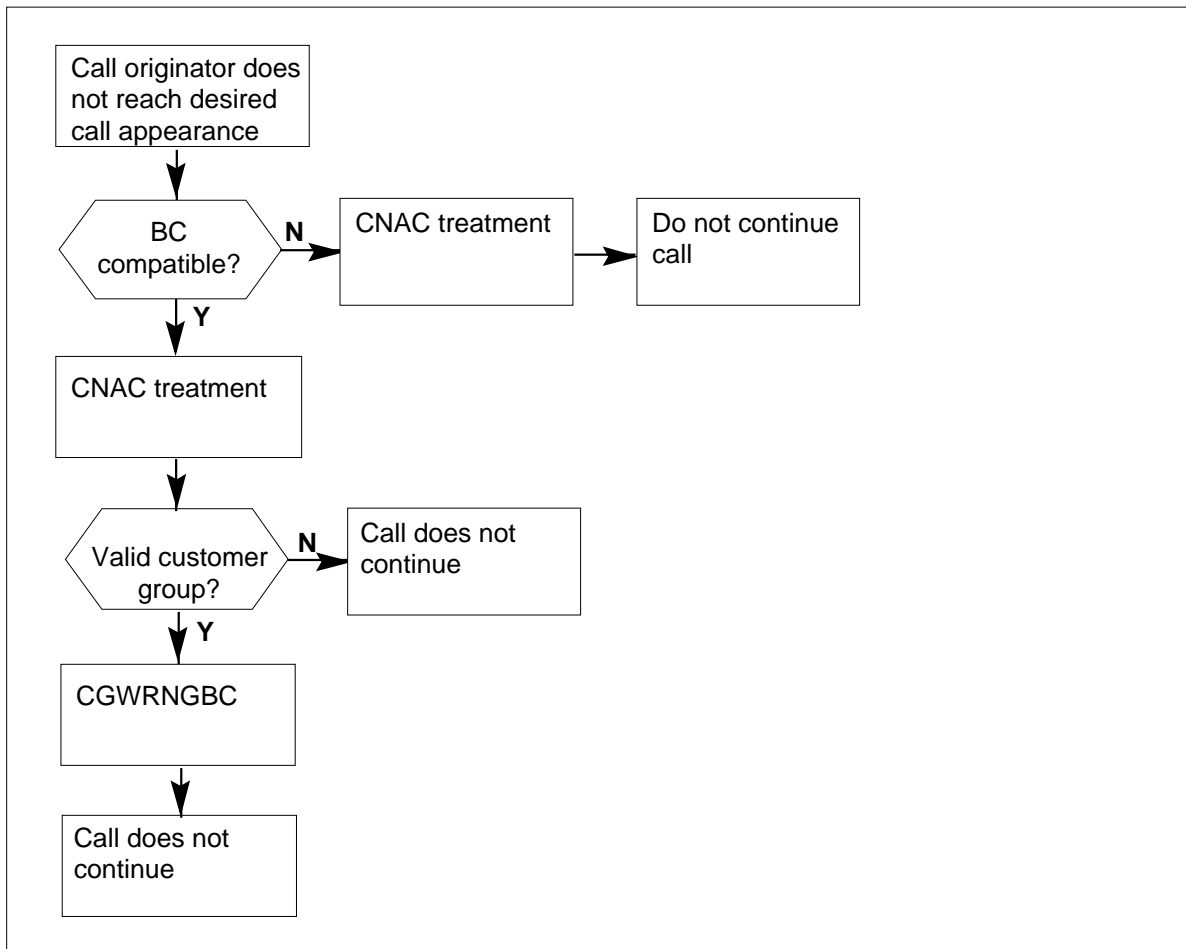 Call originator does
not reach desired
call appearance
BC
compatible?
N
CNAC treatment
Do not continue
call
Y
CNAC treatment
Valid customer
group?
N
Call does not
continue
Y
CGWRNGBC
Call does not
continue